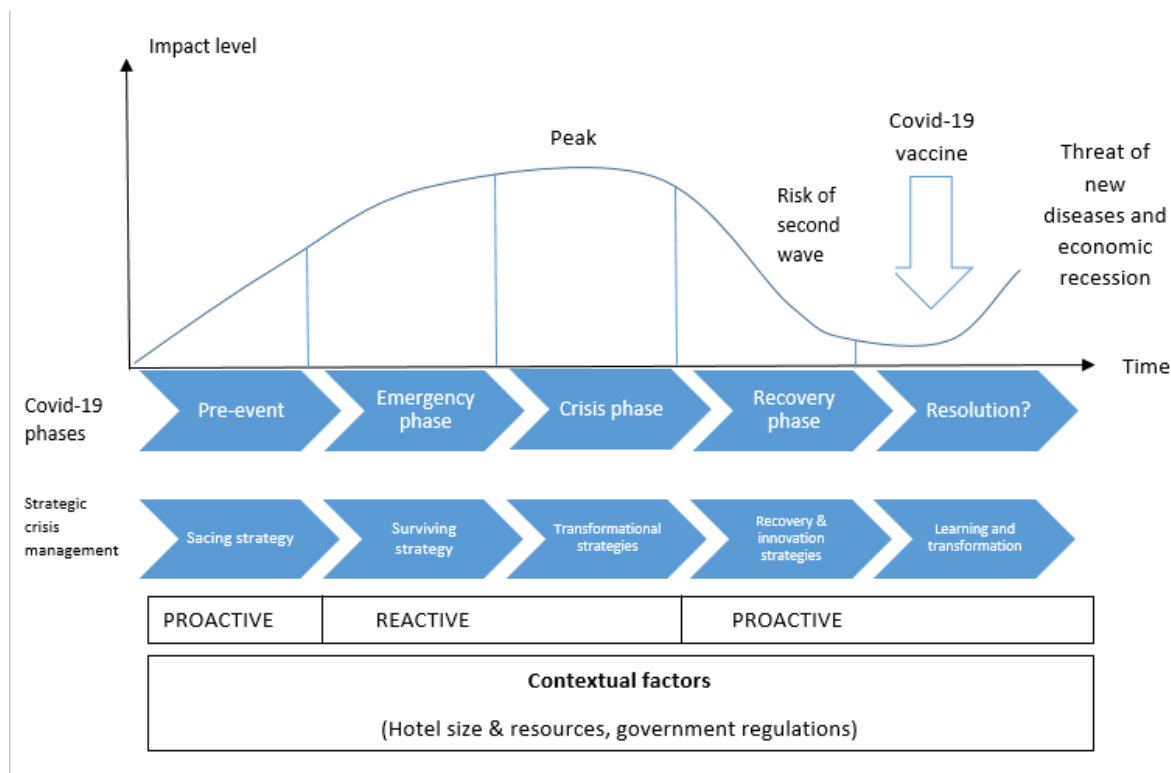 Impact level
Peak
Covid-19
vaccine
Threat of
new
diseases and
economic
recession
Risk of
second
wave
Time
Covid-19
phases
Pre-event
Emergency
phase
Crisis phase
Recovery
phase
Resolution?
Strategic
crisis
management
Sacing strategy
Surviving
strategy
Transformational
strategies
Recovery &
innovation
strategies
Learning and
transformation
PROACTIVE
REACTIVE
PROACTIVE
Contextual factors
(Hotel size & resources, government regulations)